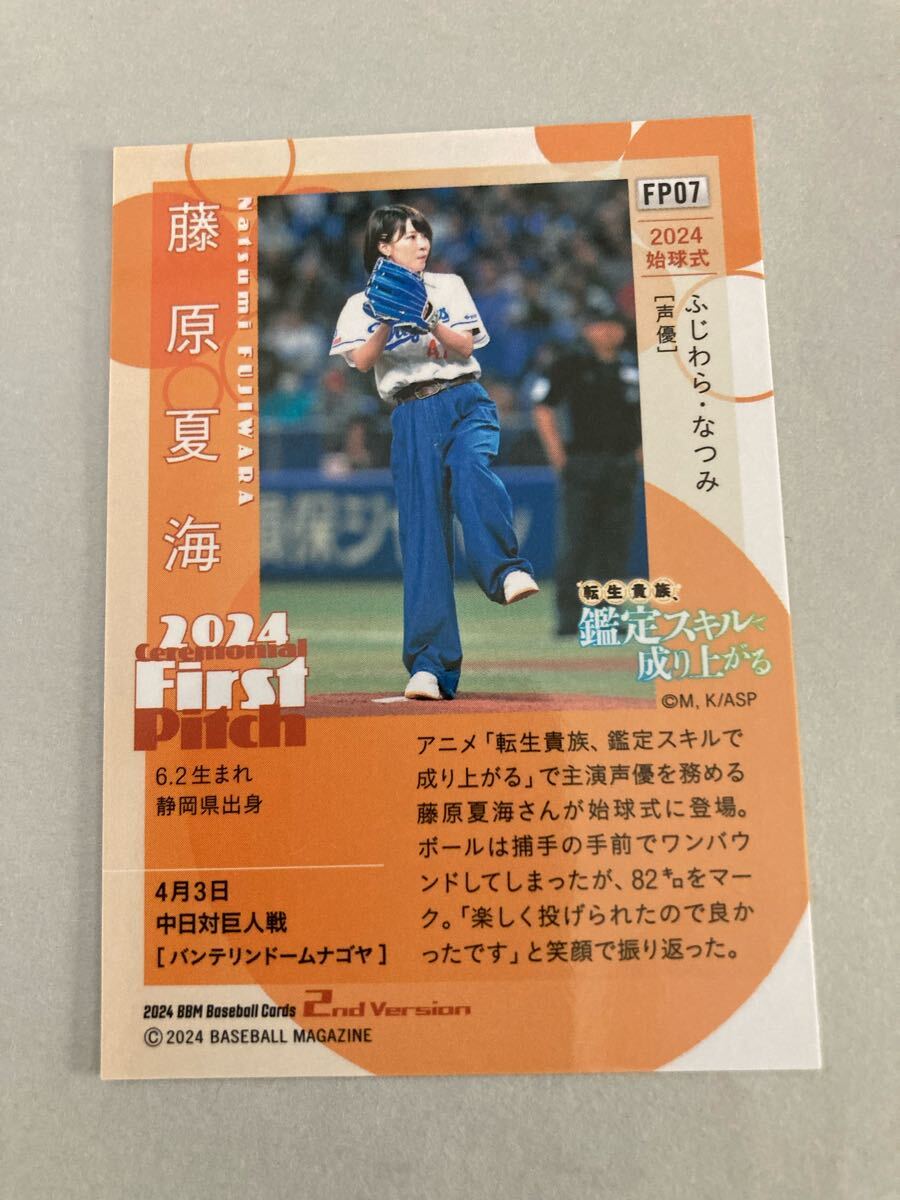 FP07
2024
始球式
ふじわら・なつみ
[声優]
藤原夏海
Natsumi FUJIWARA
転生貴族、
鑑定スキルで
成り上がる
©M, K/ASP
2024
Ceremonial
First
Pitch
6.2生まれ
静岡県出身
4月3日
中日対巨人戦
[バンテリンドームナゴヤ]
アニメ「転生貴族、鑑定スキルで
成り上がる」で主演声優を務める
藤原夏海さんが始球式に登場。
ボールは捕手の手前でワンバウ
ンドしてしまったが、82㌔をマー
ク。「楽しく投げられたので良か
ったです」と笑顔で振り返った。
2024 BBM Baseball Cards 2nd Version
© 2024 BASEBALL MAGAZINE